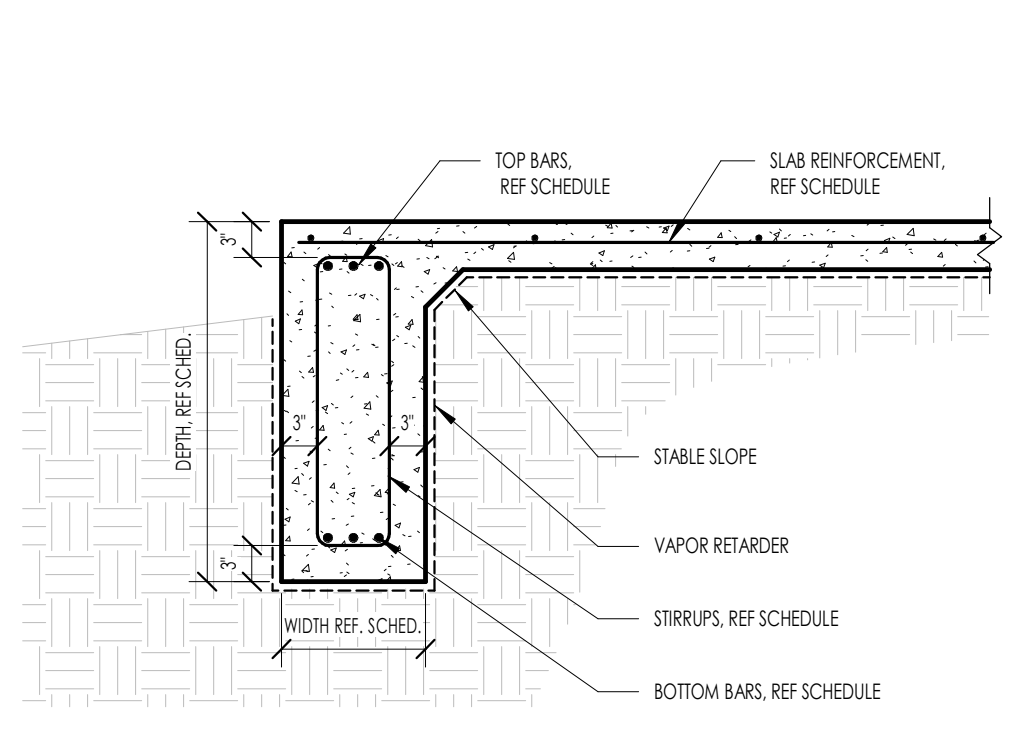 TOP BARS,
REF SCHEDULE
SLAB REINFORCEMENT,
REF SCHEDULE
3"
DEPTH, REF SCHED.
3"
3"
STABLE SLOPE
VAPOR RETARDER
3"
STIRRUPS, REF SCHEDULE
WIDTH REF. SCHED.
BOTTOM BARS, REF SCHEDULE